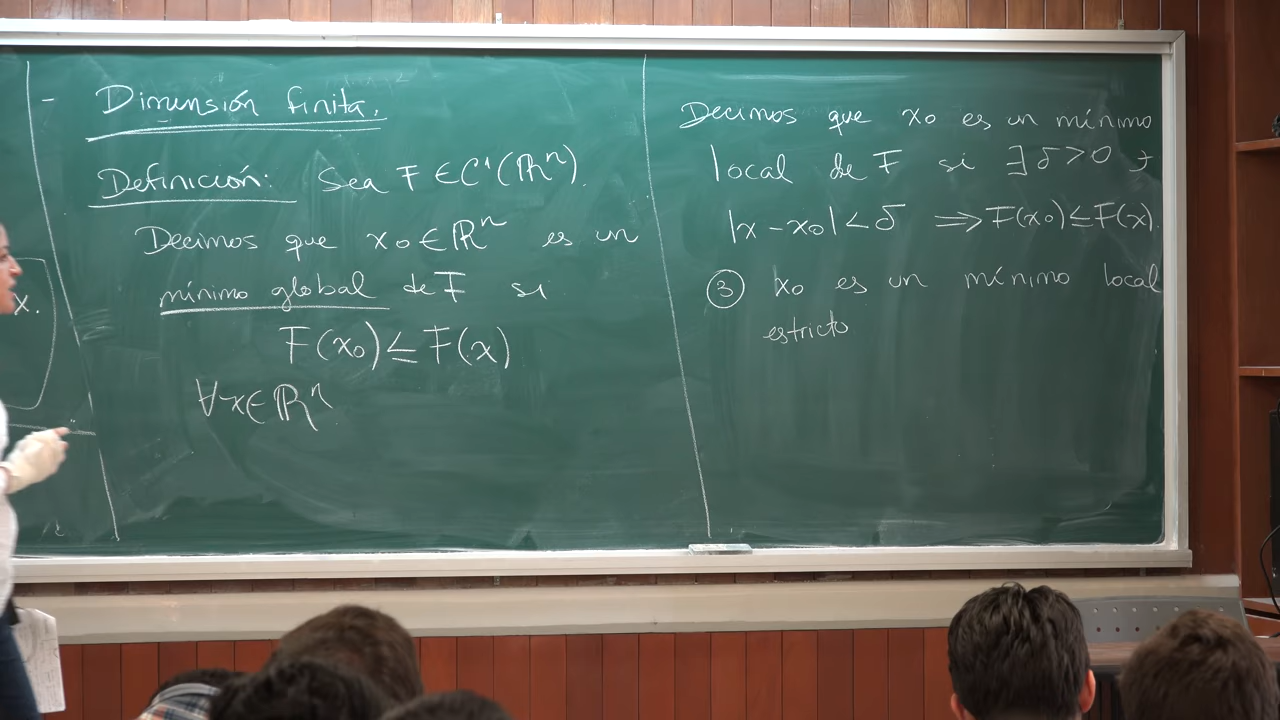 x.
- Dimensión finita.
Definición: Sea F ∈ C¹(ℝⁿ).
Decimos que x₀ ∈ ℝⁿ es un
mínimo global de F si
F(x₀) ≤ F(x)
∀x ∈ ℝⁿ
Decimos que x₀ es un mínimo
local de F si ∃ δ > 0 t
|x - x₀| < δ ⟹ F(x₀) ≤ F(x).
③ x₀ es un mínimo local
estricto